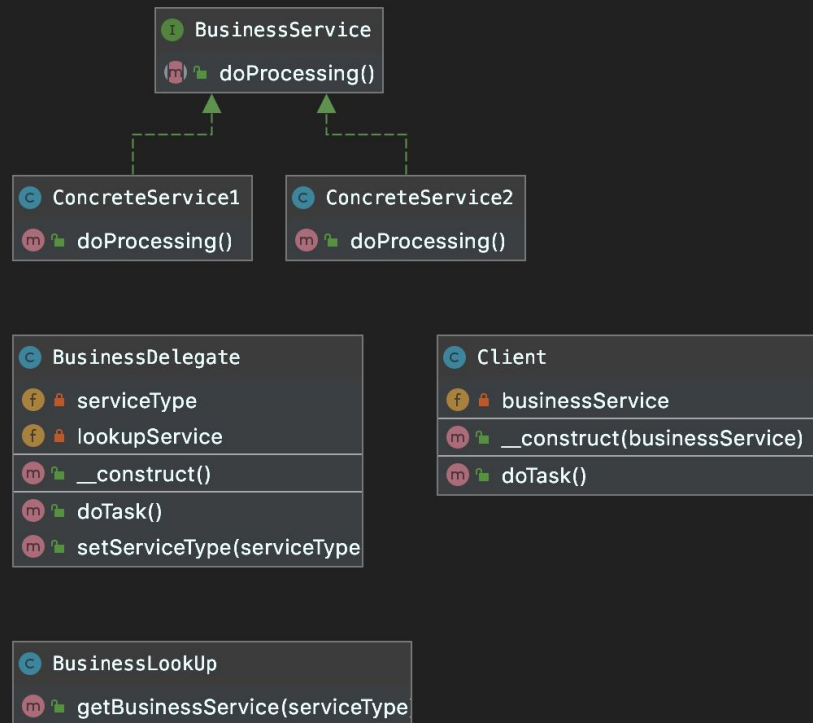 I BusinessService
m doProcessing()
C ConcreteService1
m doProcessing()
C ConcreteService2
m doProcessing()
C BusinessDelegate
f serviceType
f lookupService
m __construct()
m doTask()
m setServiceType(serviceType
C Client
f businessService
m __construct(businessService)
m doTask()
C BusinessLookUp
m getBusinessService(serviceType